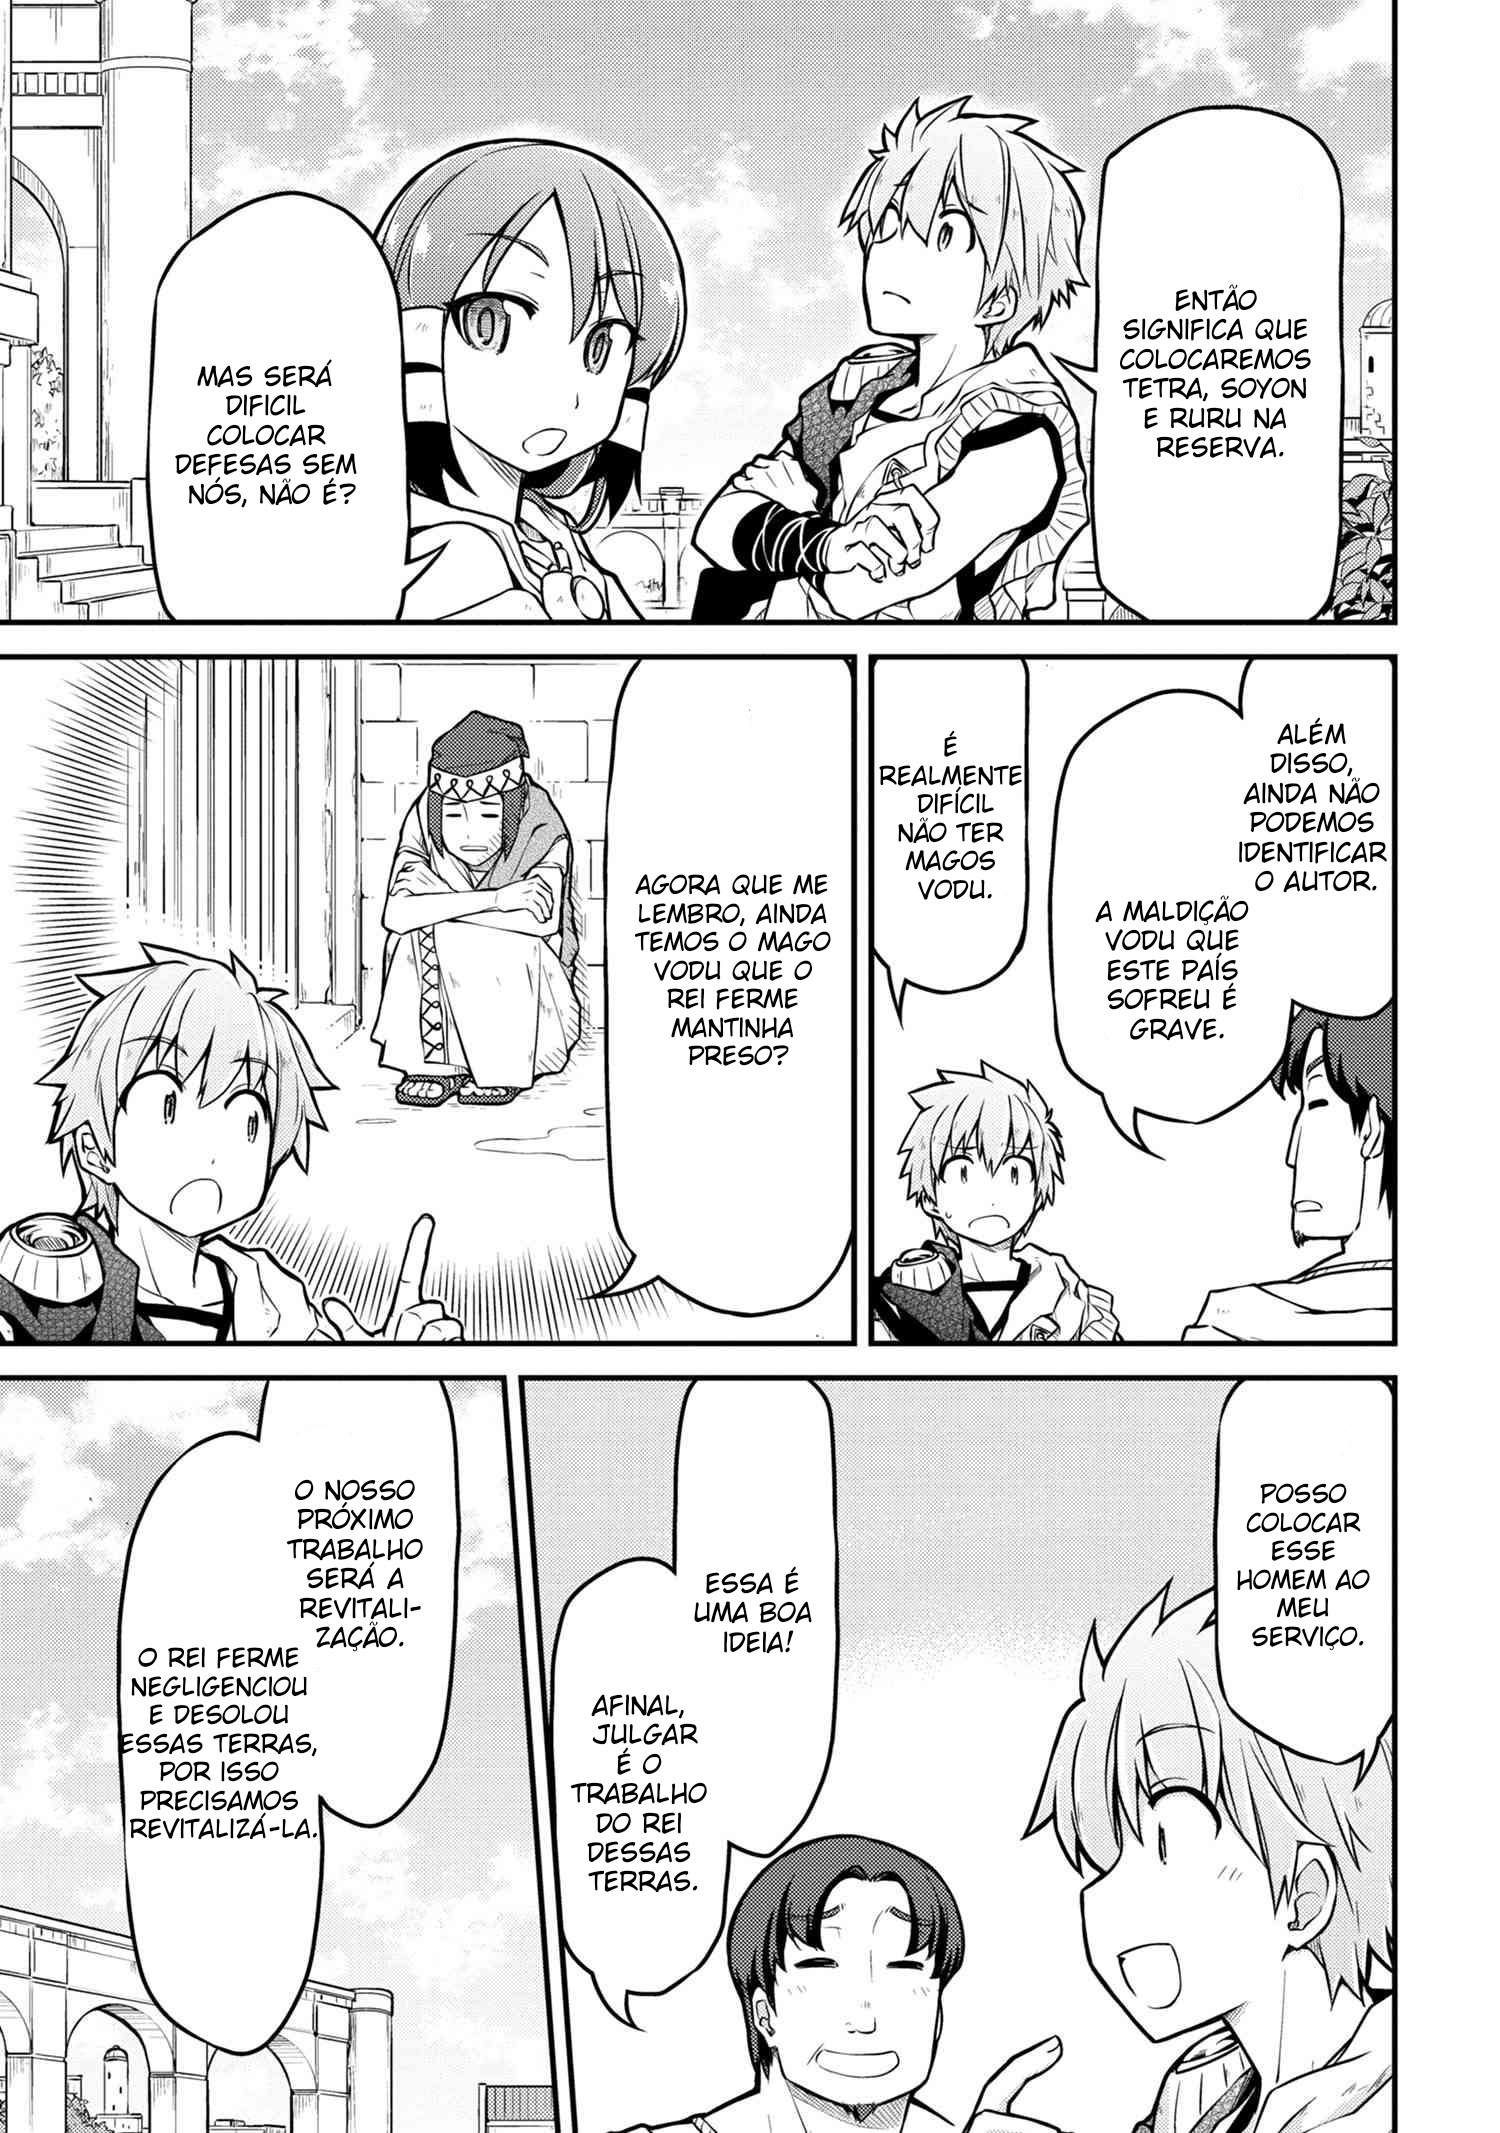 ENTÃO
SIGNIFICA QUE
COLOCAREMOS
TETRA, SOYON
E RURU NA
RESERVA.
MAS SERÁ
DIFICIL
COLOCAR
DEFESAS SEM
NÓS, NÃO É?
ALÉM
DISSO,
AINDA NÃO
PODEMOS
IDENTIFICAR
O AUTOR.
A MALDIÇÃO
VODU QUE
ESTE PAÍS
SOFREU É
GRAVE.
É
REALMENTE
DIFÍCIL
NÃO TER
MAGOS
VODU.
AGORA QUE ME
LEMBRO, AINDA
TEMOS O MAGO
VODU QUE O
REI FERME
MANTINHA
PRESO?
POSSO
COLOCAR
ESSE
HOMEM AO
MEU
SERVIÇO.
ESSA É
UMA BOA
IDEIA!
AFINAL,
JULGAR
É O
TRABALHO
DO REI
DESSAS
TERRAS.
O NOSSO
PRÓXIMO
TRABALHO
SERÁ A
REVITALI-
ZAÇÃO.
O REI FERME
NEGLIGENCIOU
E DESOLOU
ESSAS TERRAS,
POR ISSO
PRECISAMOS
REVITALIZÁ-LA.